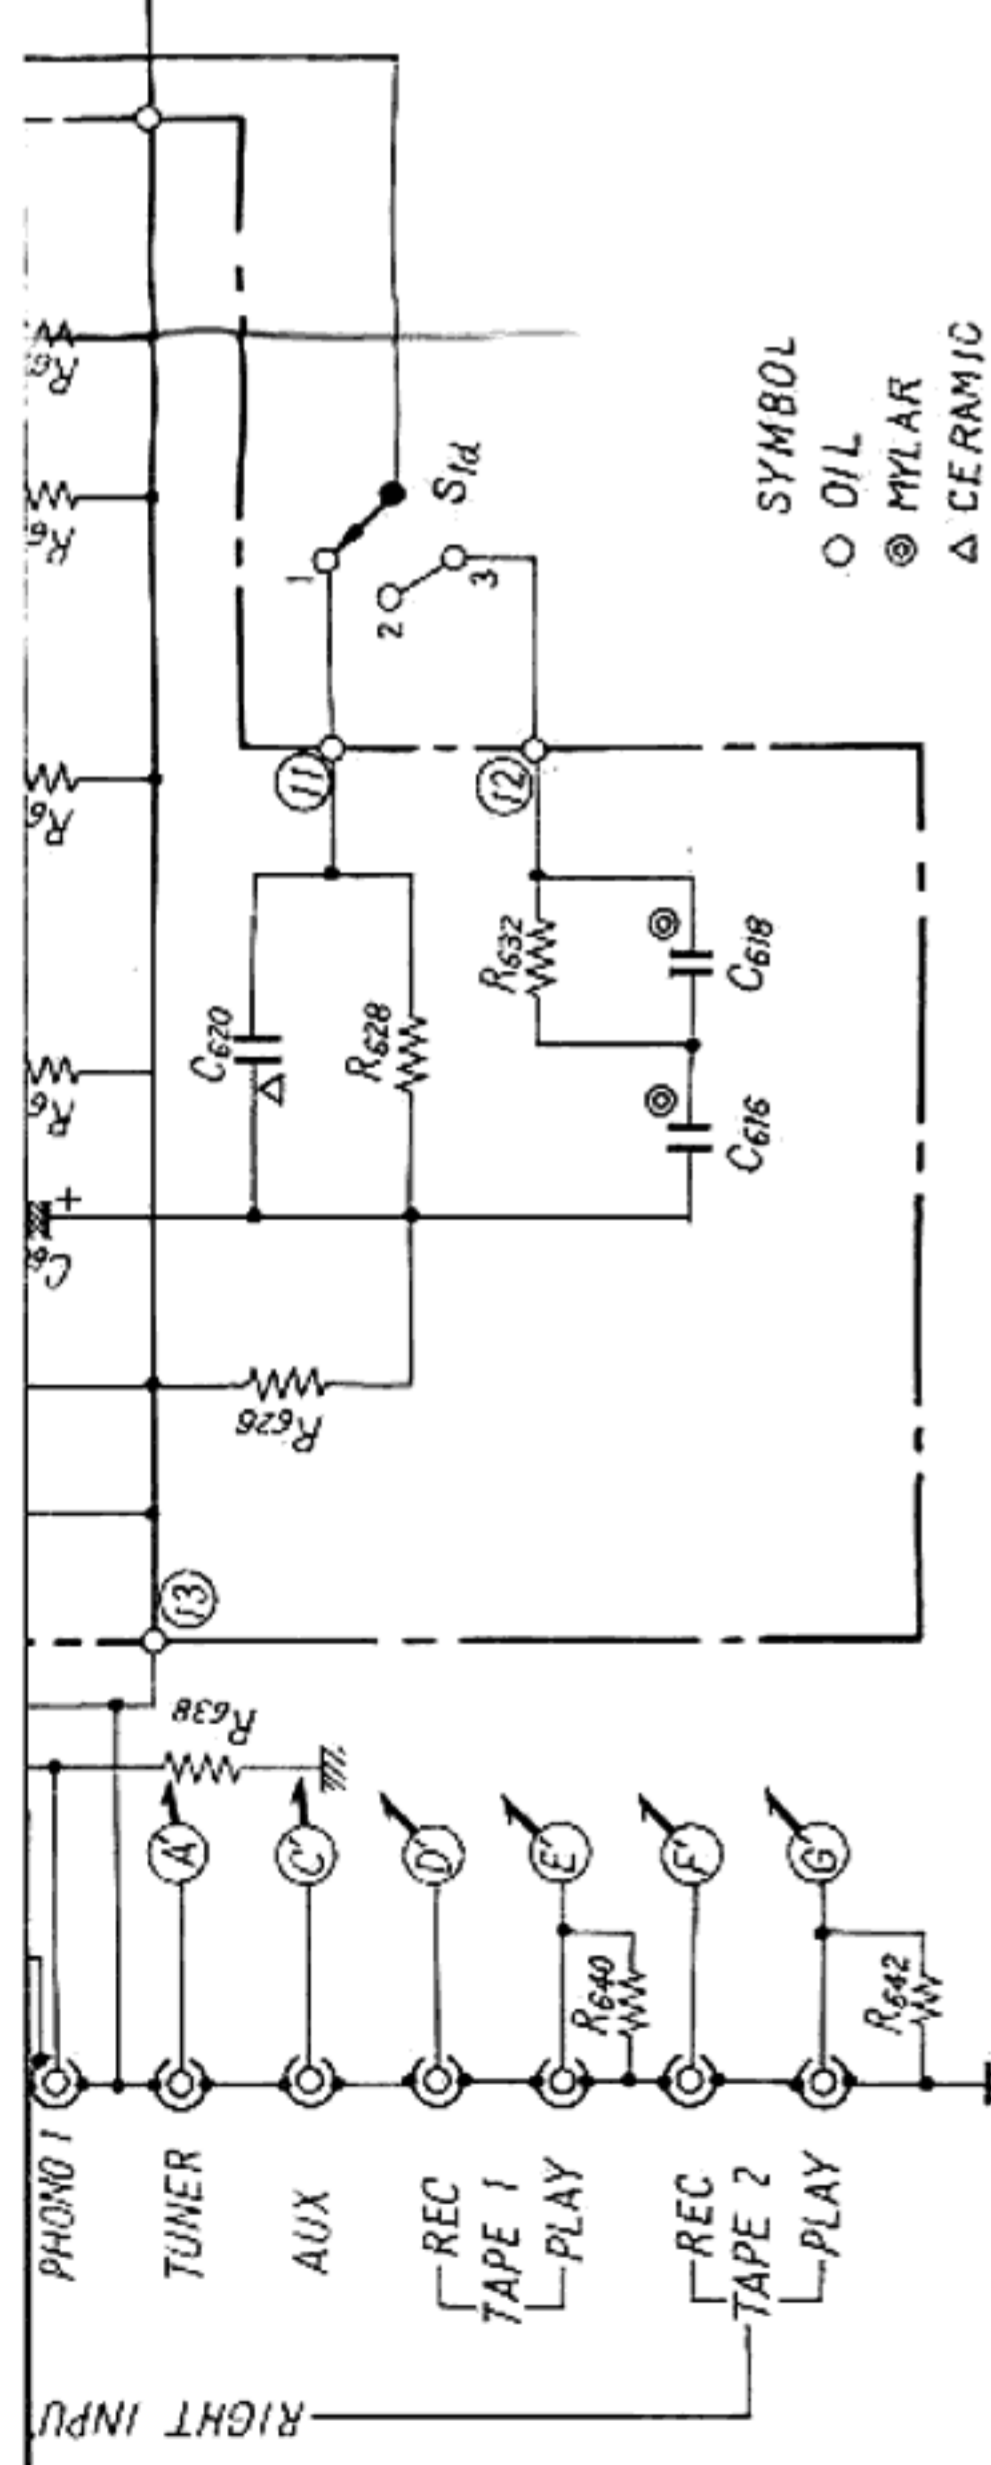 S1d
1
2
3
11
12
C620
R628
R632
C618
C616
+
R626
13
R638
SYMBOL
○ OIL
◎ MYLAR
△ CERAMIC
A'
C'
D'
E'
F'
G'
R640
R642
PHONO 1
TUNER
AUX
REC
TAPE 1
PLAY
REC
TAPE 2
PLAY
RIGHT INPU